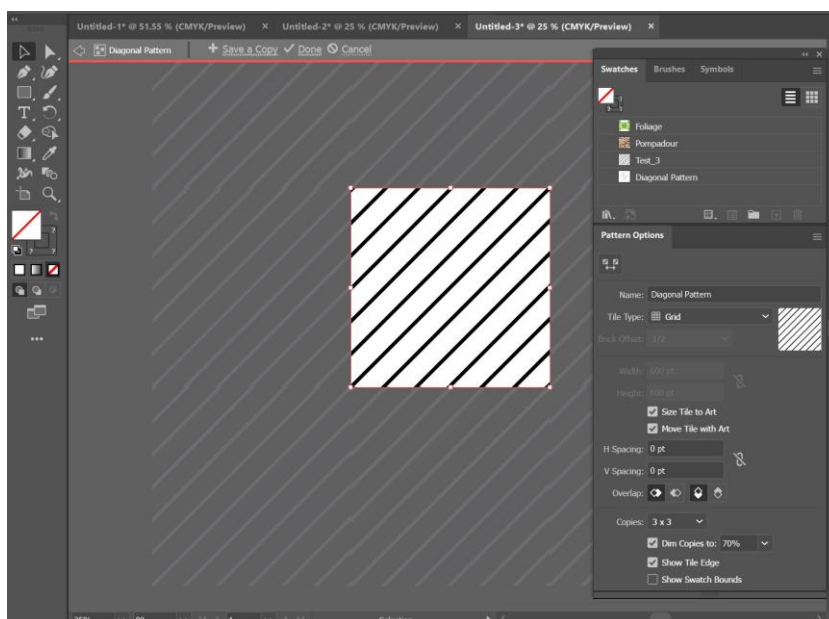 Untitled-1* @ 51.55 % (CMYK/Preview) × Untitled-2* @ 25 % (CMYK/Preview) × Untitled-3* @ 25 % (CMYK/Preview) ×
Diagonal Pattern + Save a Copy Done Cancel
Swatches Brushes Symbols
Foliage
Pompadour
Test_3
Diagonal Pattern
Pattern Options
Name: Diagonal Pattern
Tile Type: Grid
Brick Offset: 1/2
Width: 600 pt
Height: 600 pt
Size Tile to Art
Move Tile with Art
H Spacing: 0 pt
V Spacing: 0 pt
Overlap:
Copies: 3 x 3
Dim Copies to: 70%
Show Tile Edge
Show Swatch Bounds